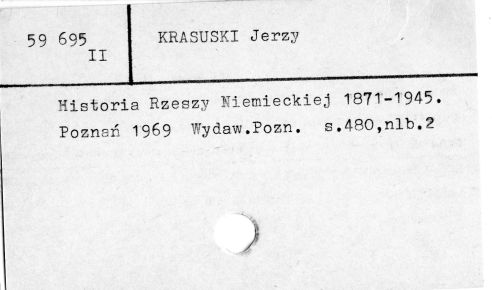 59 695
II
KRASUSKI Jerzy
Historia Rzeszy Niemieckiej 1871-1945.
Poznań 1969 Wydaw.Pozn. s.480,nlb.2